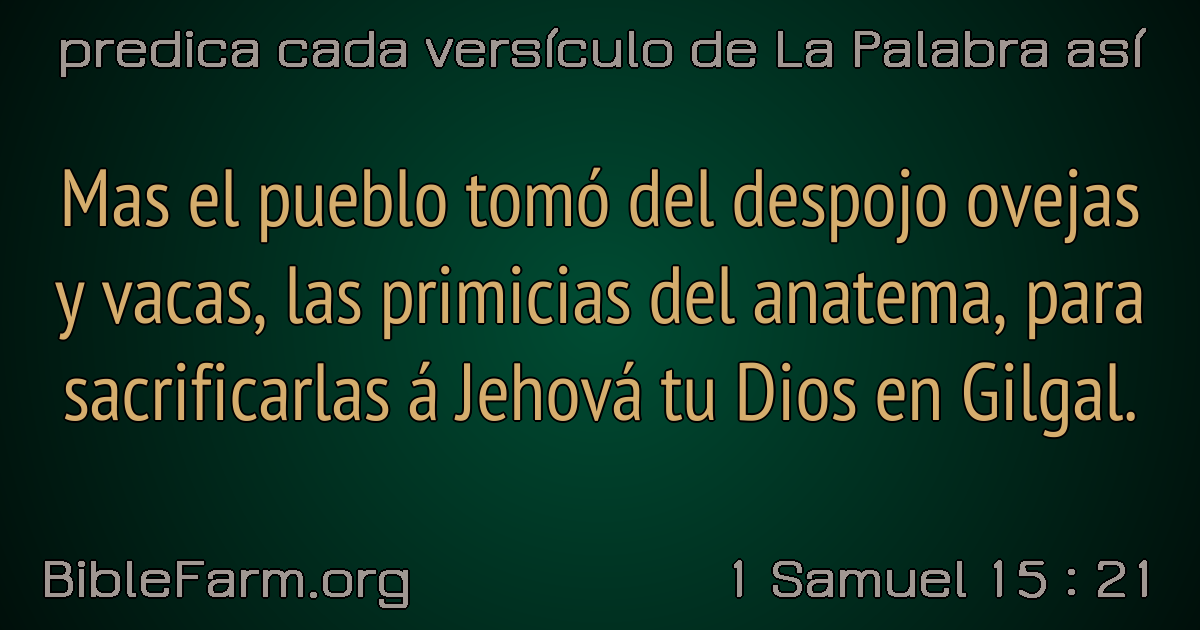 predica cada versículo de La Palabra así
Mas el pueblo tomó del despojo ovejas
y vacas, las primicias del anatema, para
sacrificarlas á Jehová tu Dios en Gilgal.
BibleFarm.org
1 Samuel 15 : 21